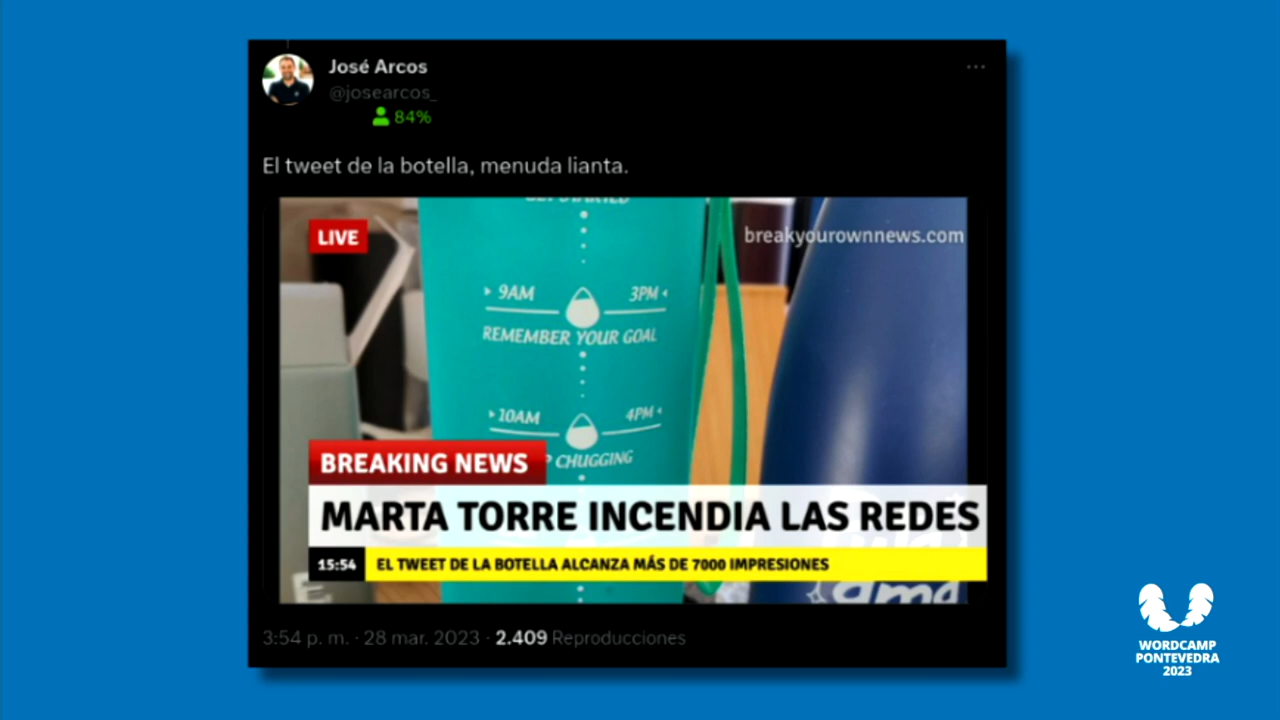 José Arcos
@josearcos_
84%
El tweet de la botella, menuda lianta.
GET STARTED
LIVE
breakyourownnews.com
9AM 3PM
REMEMBER YOUR GOAL
10AM 4PM
CHUGGING
BREAKING NEWS
MARTA TORRE INCENDIA LAS REDES
15:54 EL TWEET DE LA BOTELLA ALCANZA MÁS DE 7000 IMPRESIONES
3:54 p. m. · 28 mar. 2023 · 2.409 Reproducciones
WORDCAMP
PONTEVEDRA
2023